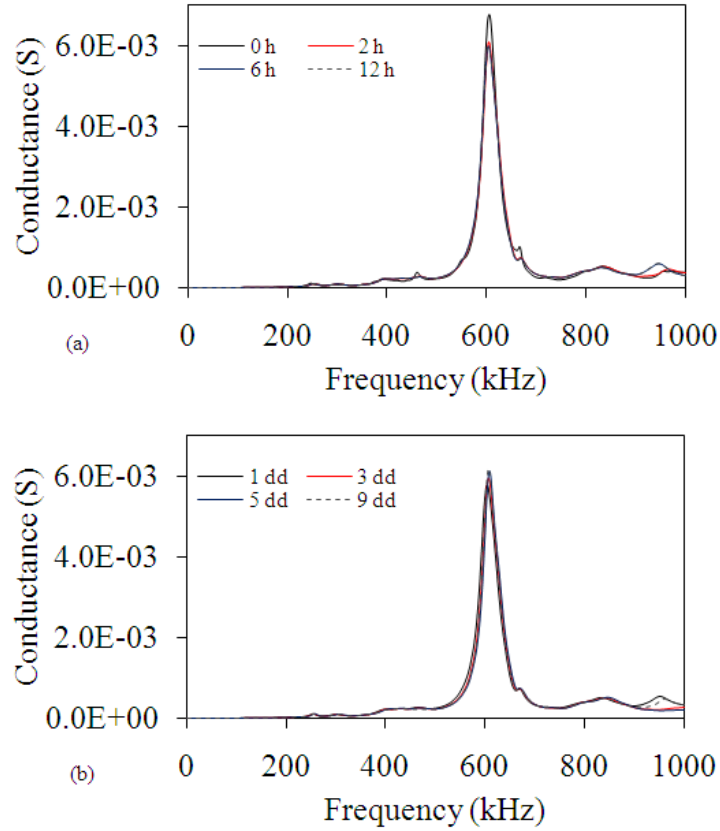 6.0E-03
0 h
2 h
6 h
12 h
4.0E-03
2.0E-03
0.0E+00
Conductance (S)
0
200
400
600
800
1000
(a)
Frequency (kHz)
6.0E-03
1 dd
3 dd
5 dd
9 dd
4.0E-03
2.0E-03
0.0E+00
Conductance (S)
0
200
400
600
800
1000
(b)
Frequency (kHz)